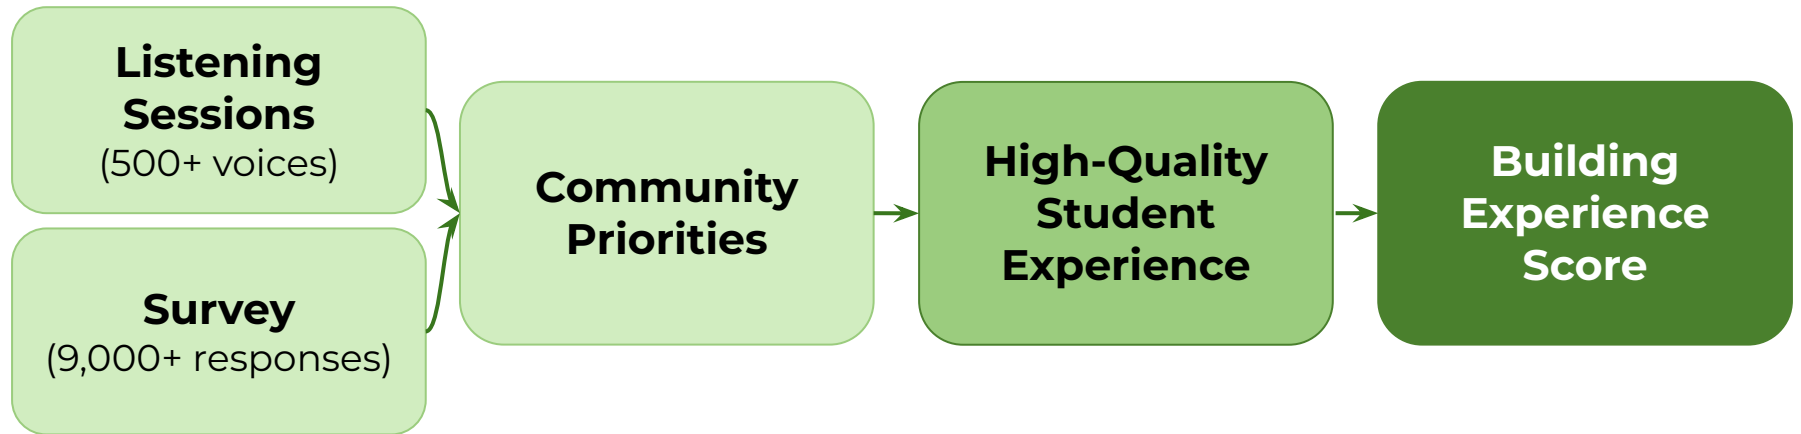 Listening
Sessions
(500+ voices)
Survey
(9,000+ responses)
Community
Priorities
High-Quality
Student
Experience
Building
Experience
Score